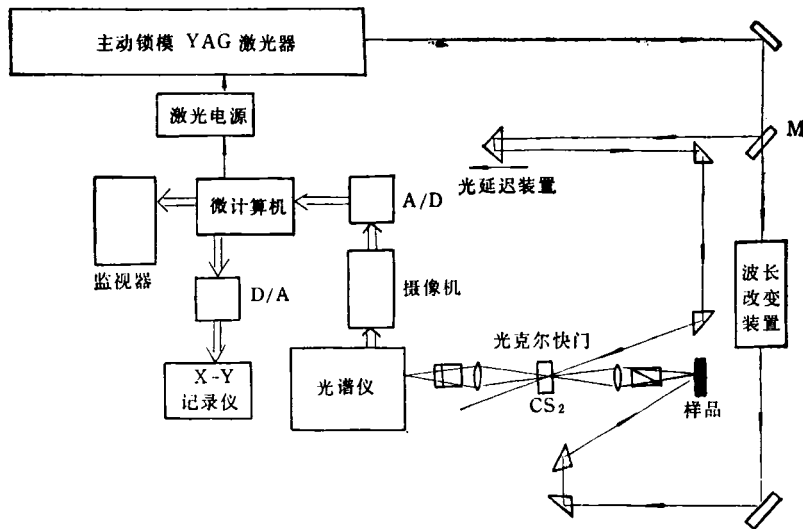 主动锁模 YAG 激光器
激光电源
M
光延迟装置
微计算机
A/D
监视器
D/A
摄像机
波长
改变
装置
光克尔快门
X-Y
记录仪
光谱仪
CS₂
样品